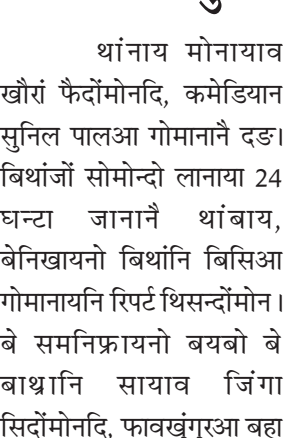 थांनाय मोनायाव
खौरां फैदोंमोनदि, कमेडियान
सुनिल पालआ गोमानानै दङ।
बिथांजों सोमोन्दो लानाया 24
घन्टा जानानै थांबाय,
बेनिखायनो बिथांनि बिसिआ
गोमानायनि रिपर्ट थिसन्दोंमोन।
बे समनिफ्रायनो बयबो बे
बाथ्रानि सायाव जिंगा
सिदोंमोनदि, फावखुंगुरआ बहा